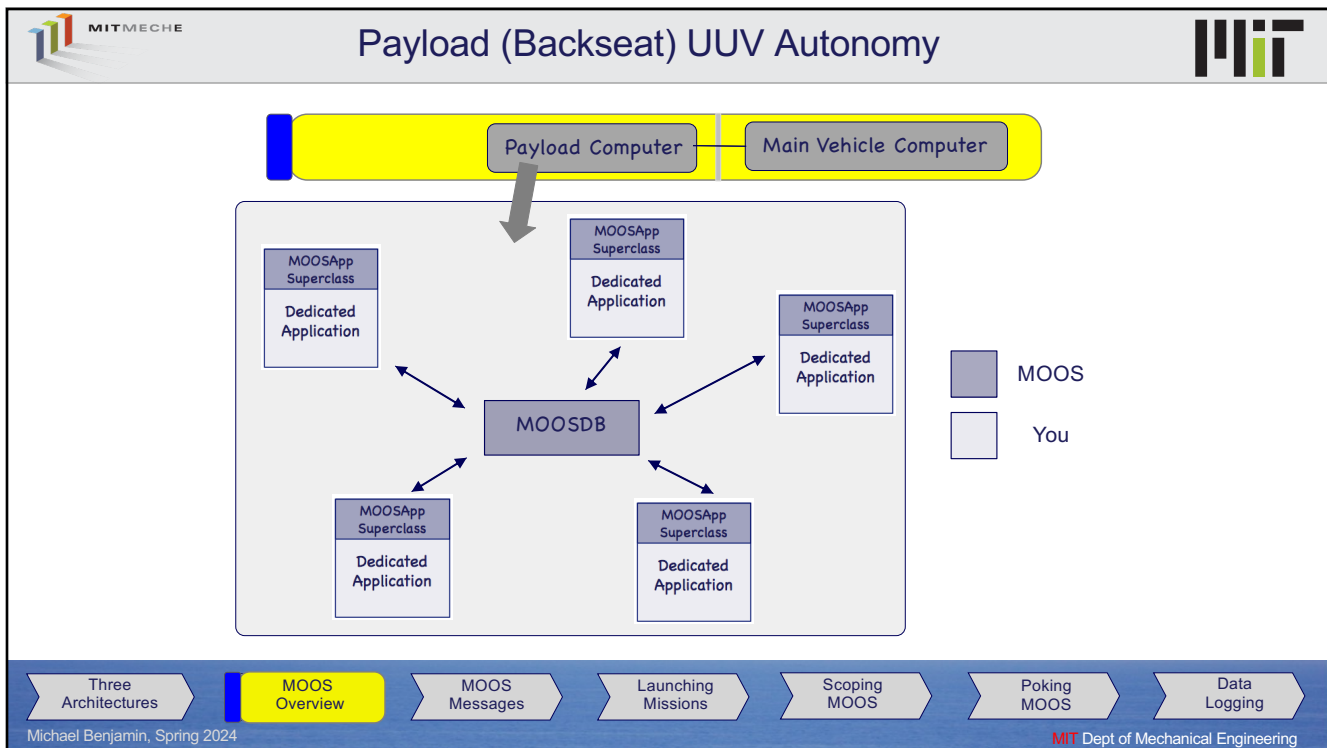 MITMECHE
Payload (Backseat) UUV Autonomy
MIT
Payload Computer
Main Vehicle Computer
MOOSApp
Superclass
Dedicated
Application
MOOSApp
Superclass
Dedicated
Application
MOOSApp
Superclass
Dedicated
Application
MOOSDB
MOOSApp
Superclass
Dedicated
Application
MOOSApp
Superclass
Dedicated
Application
MOOS
You
Three
Architectures
MOOS
Overview
MOOS
Messages
Launching
Missions
Scoping
MOOS
Poking
MOOS
Data
Logging
Michael Benjamin, Spring 2024
MIT Dept of Mechanical Engineering